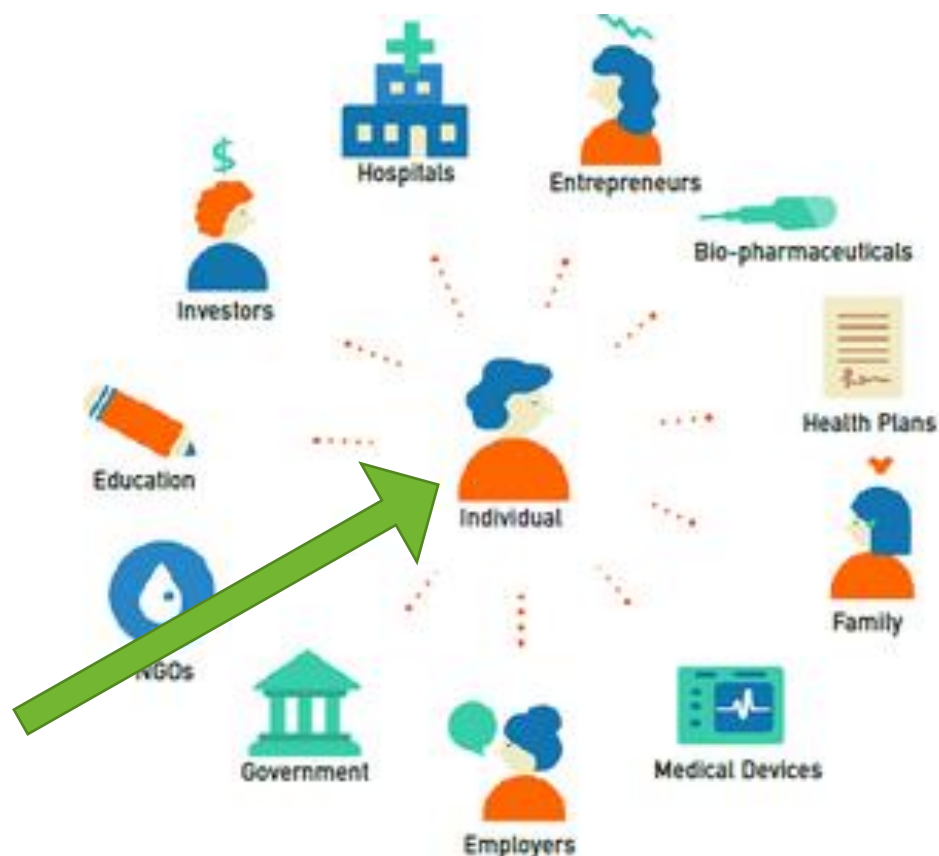 $
Hospitals
Entrepreneurs
Bio-pharmaceuticals
Investors
Health Plans
Education
Individual
Family
NGOs
Government
Medical Devices
Employers